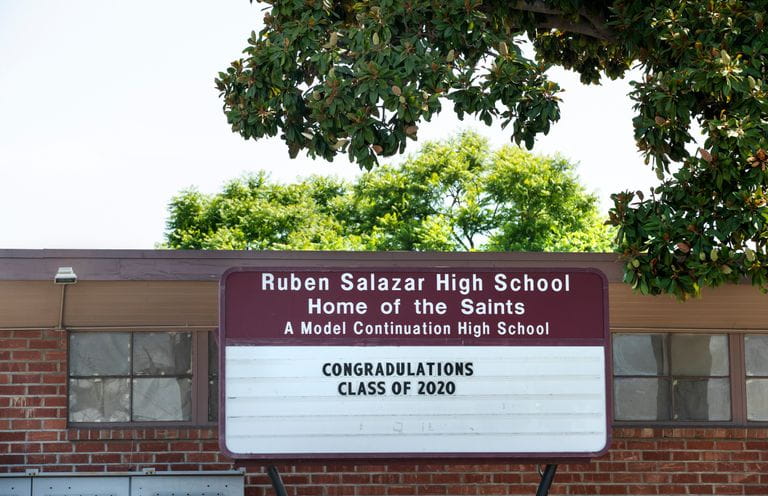 Ruben Salazar High School
Home of the Saints
A Model Continuation High School
CONGRADULATIONS
CLASS OF 2020